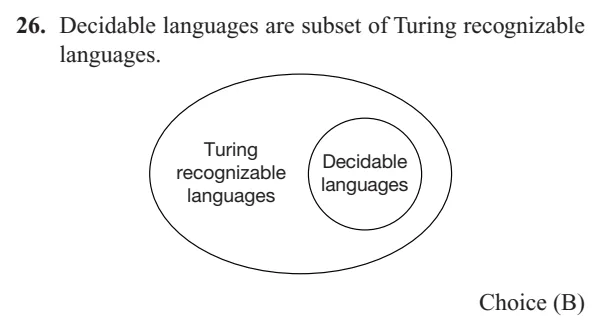 26. Decidable languages are subset of Turing recognizable
languages.
Turing
recognizable
languages
Decidable
languages
Choice (B)